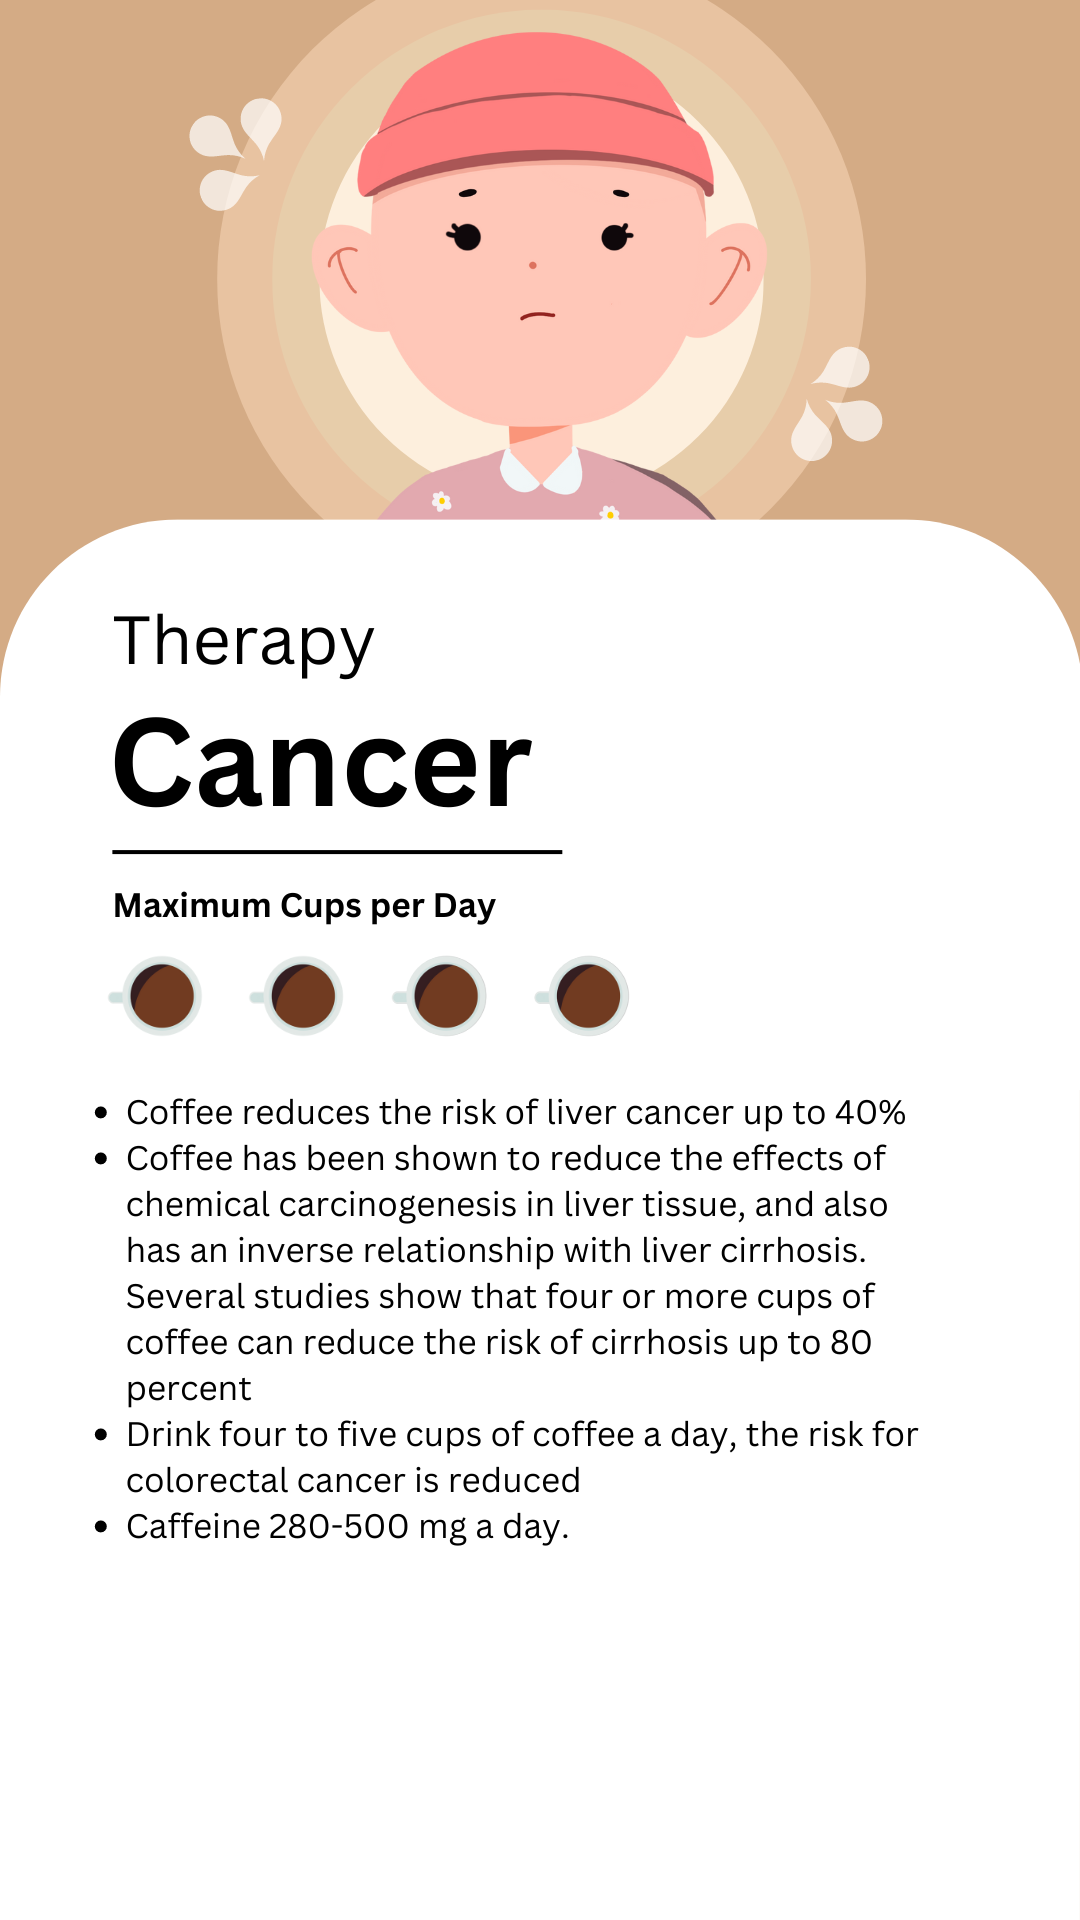 Therapy
Cancer
Maximum Cups per Day
• Coffee reduces the risk of liver cancer up to 40%
• Coffee has been shown to reduce the effects of
chemical carcinogenesis in liver tissue, and also
has an inverse relationship with liver cirrhosis.
Several studies show that four or more cups of
coffee can reduce the risk of cirrhosis up to 80
percent
• Drink four to five cups of coffee a day, the risk for
colorectal cancer is reduced
• Caffeine 280-500 mg a day.